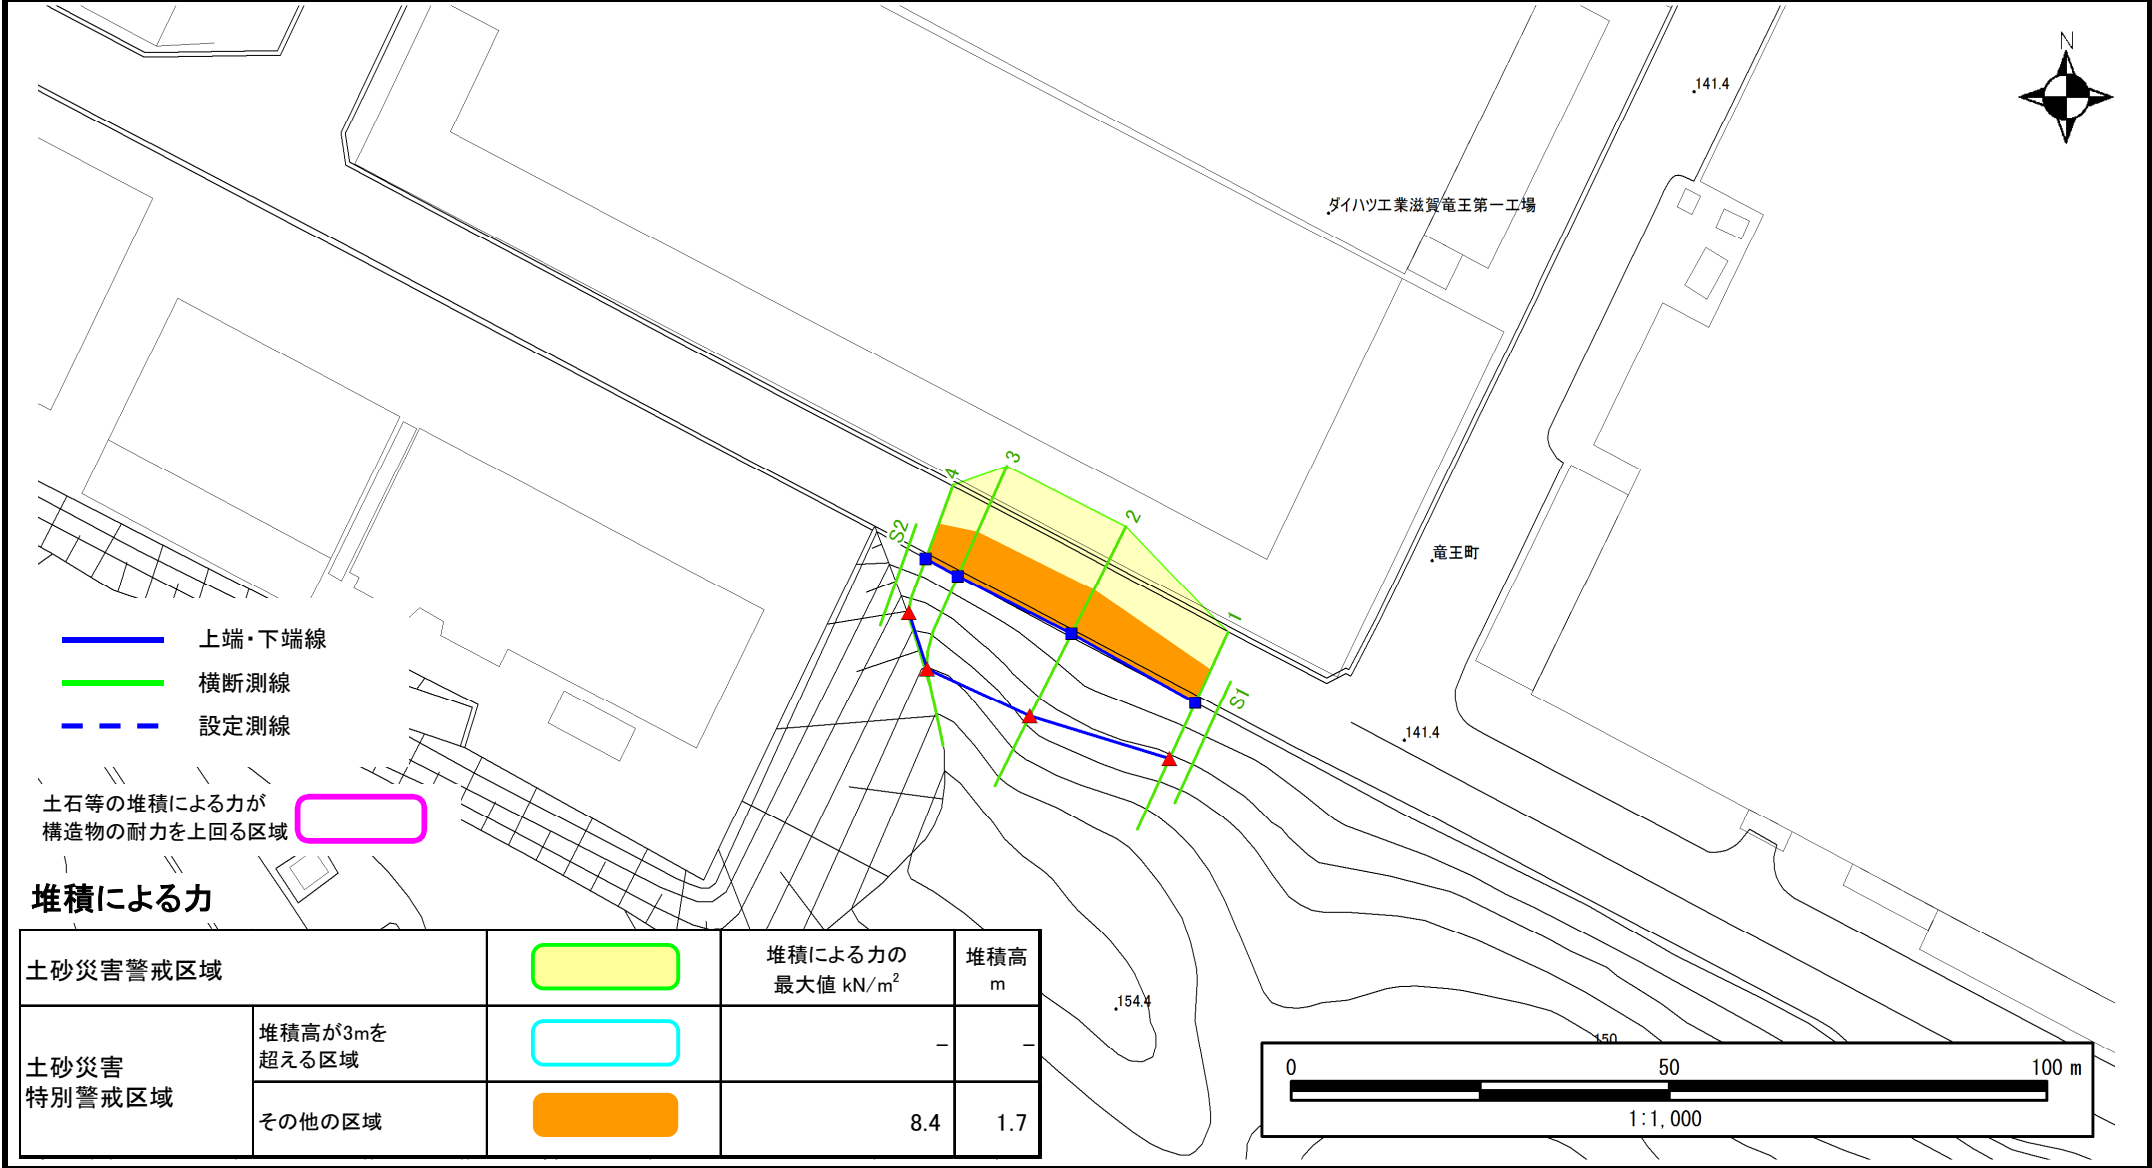 N
141.4
ダイハツ工業滋賀竜王第一工場
3
4
2
S2
竜王町
1
S1
141.4
上端・下端線
横断測線
設定測線
土石等の堆積による力が
構造物の耐力を上回る区域
堆積による力
土砂災害警戒区域
堆積による力の
最大値 kN/m²
堆積高
m
土砂災害
特別警戒区域
堆積高が3mを
超える区域
－ －
その他の区域
8.4 1.7
154.4
150
0 50 100 m
1:1,000